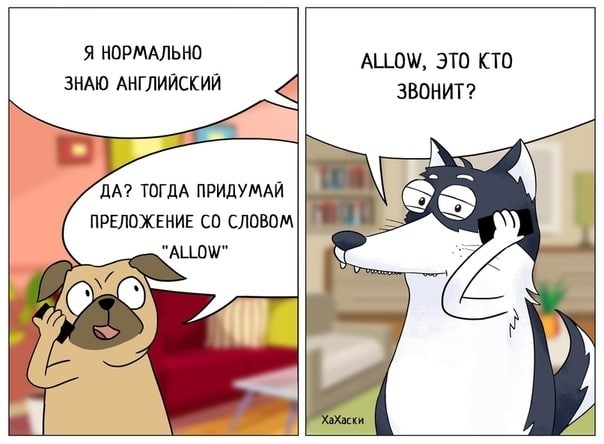 Я НОРМАЛЬНО
ЗНАЮ АНГЛИЙСКИЙ
ДА? ТОГДА ПРИДУМАЙ
ПРЕЛОЖЕНИЕ СО СЛОВОМ
"ALLOW"
ALLOW, ЭТО КТО
ЗВОНИТ?
ХаХаски